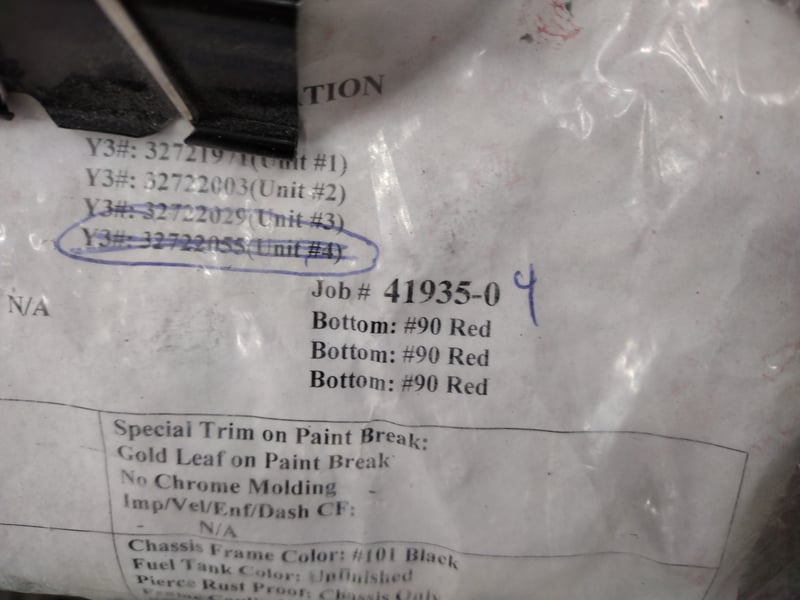 TION
Y3#: 32721971(Unit #1)
Y3#: 32722003(Unit #2)
Y3#: 32722029(Unit #3)
Y3#: 32722055(Unit #4)
N/A
Job # 41935-0 4
Bottom: #90 Red
Bottom: #90 Red
Bottom: #90 Red
Special Trim on Paint Break:
Gold Leaf on Paint Break
No Chrome Molding -
Imp/Vel/Enf/Dash CF:
- N/A
Chassis Frame Color: #101 Black
Fuel Tank Color: Unfinished
Pierce Rust Proof: Chassis Only
Frame